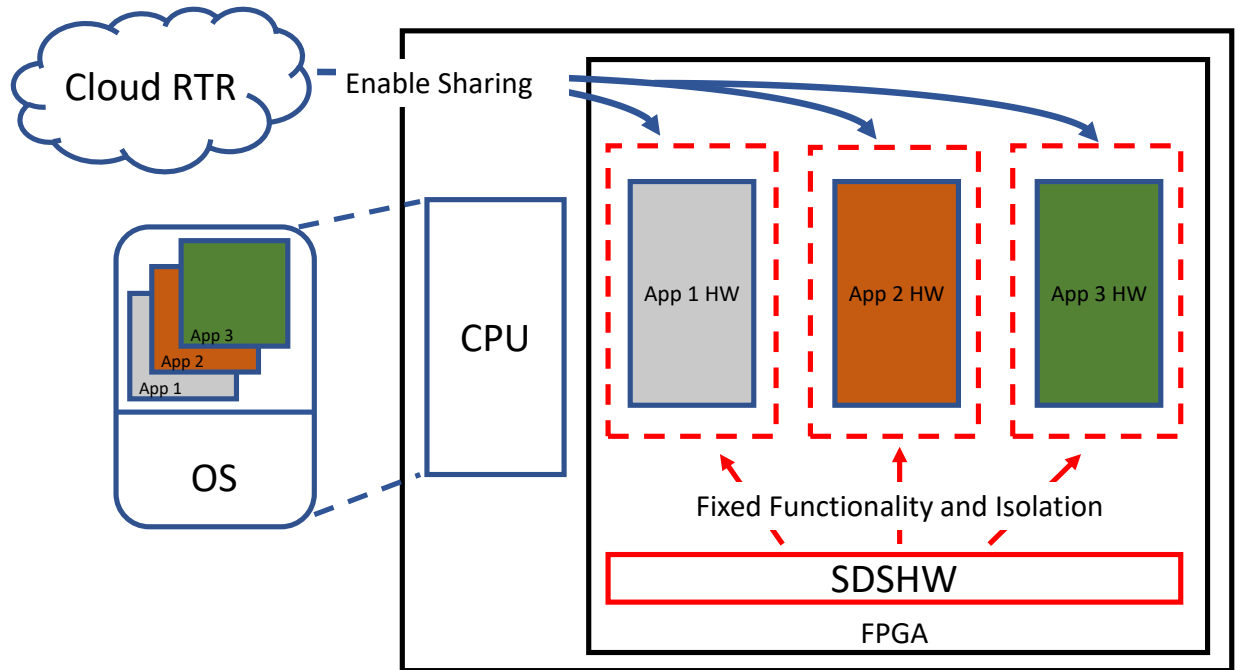 Cloud RTR
Enable Sharing
App 1 HW
App 2 HW
App 3 HW
App 3
App 2
App 1
CPU
OS
Fixed Functionality and Isolation
SDSHW
FPGA